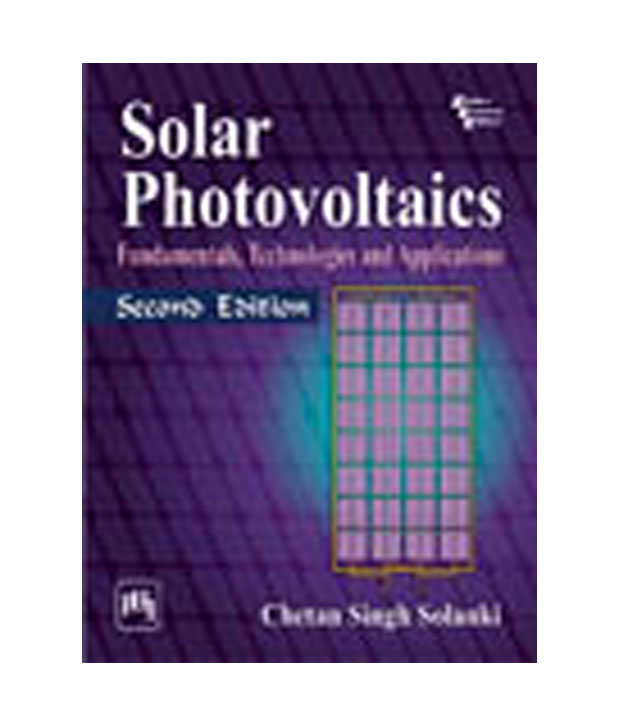 Solar
Photovoltaics
Fundamentals, Technologies and Applications
Second Edition
Chetan Singh Solanki